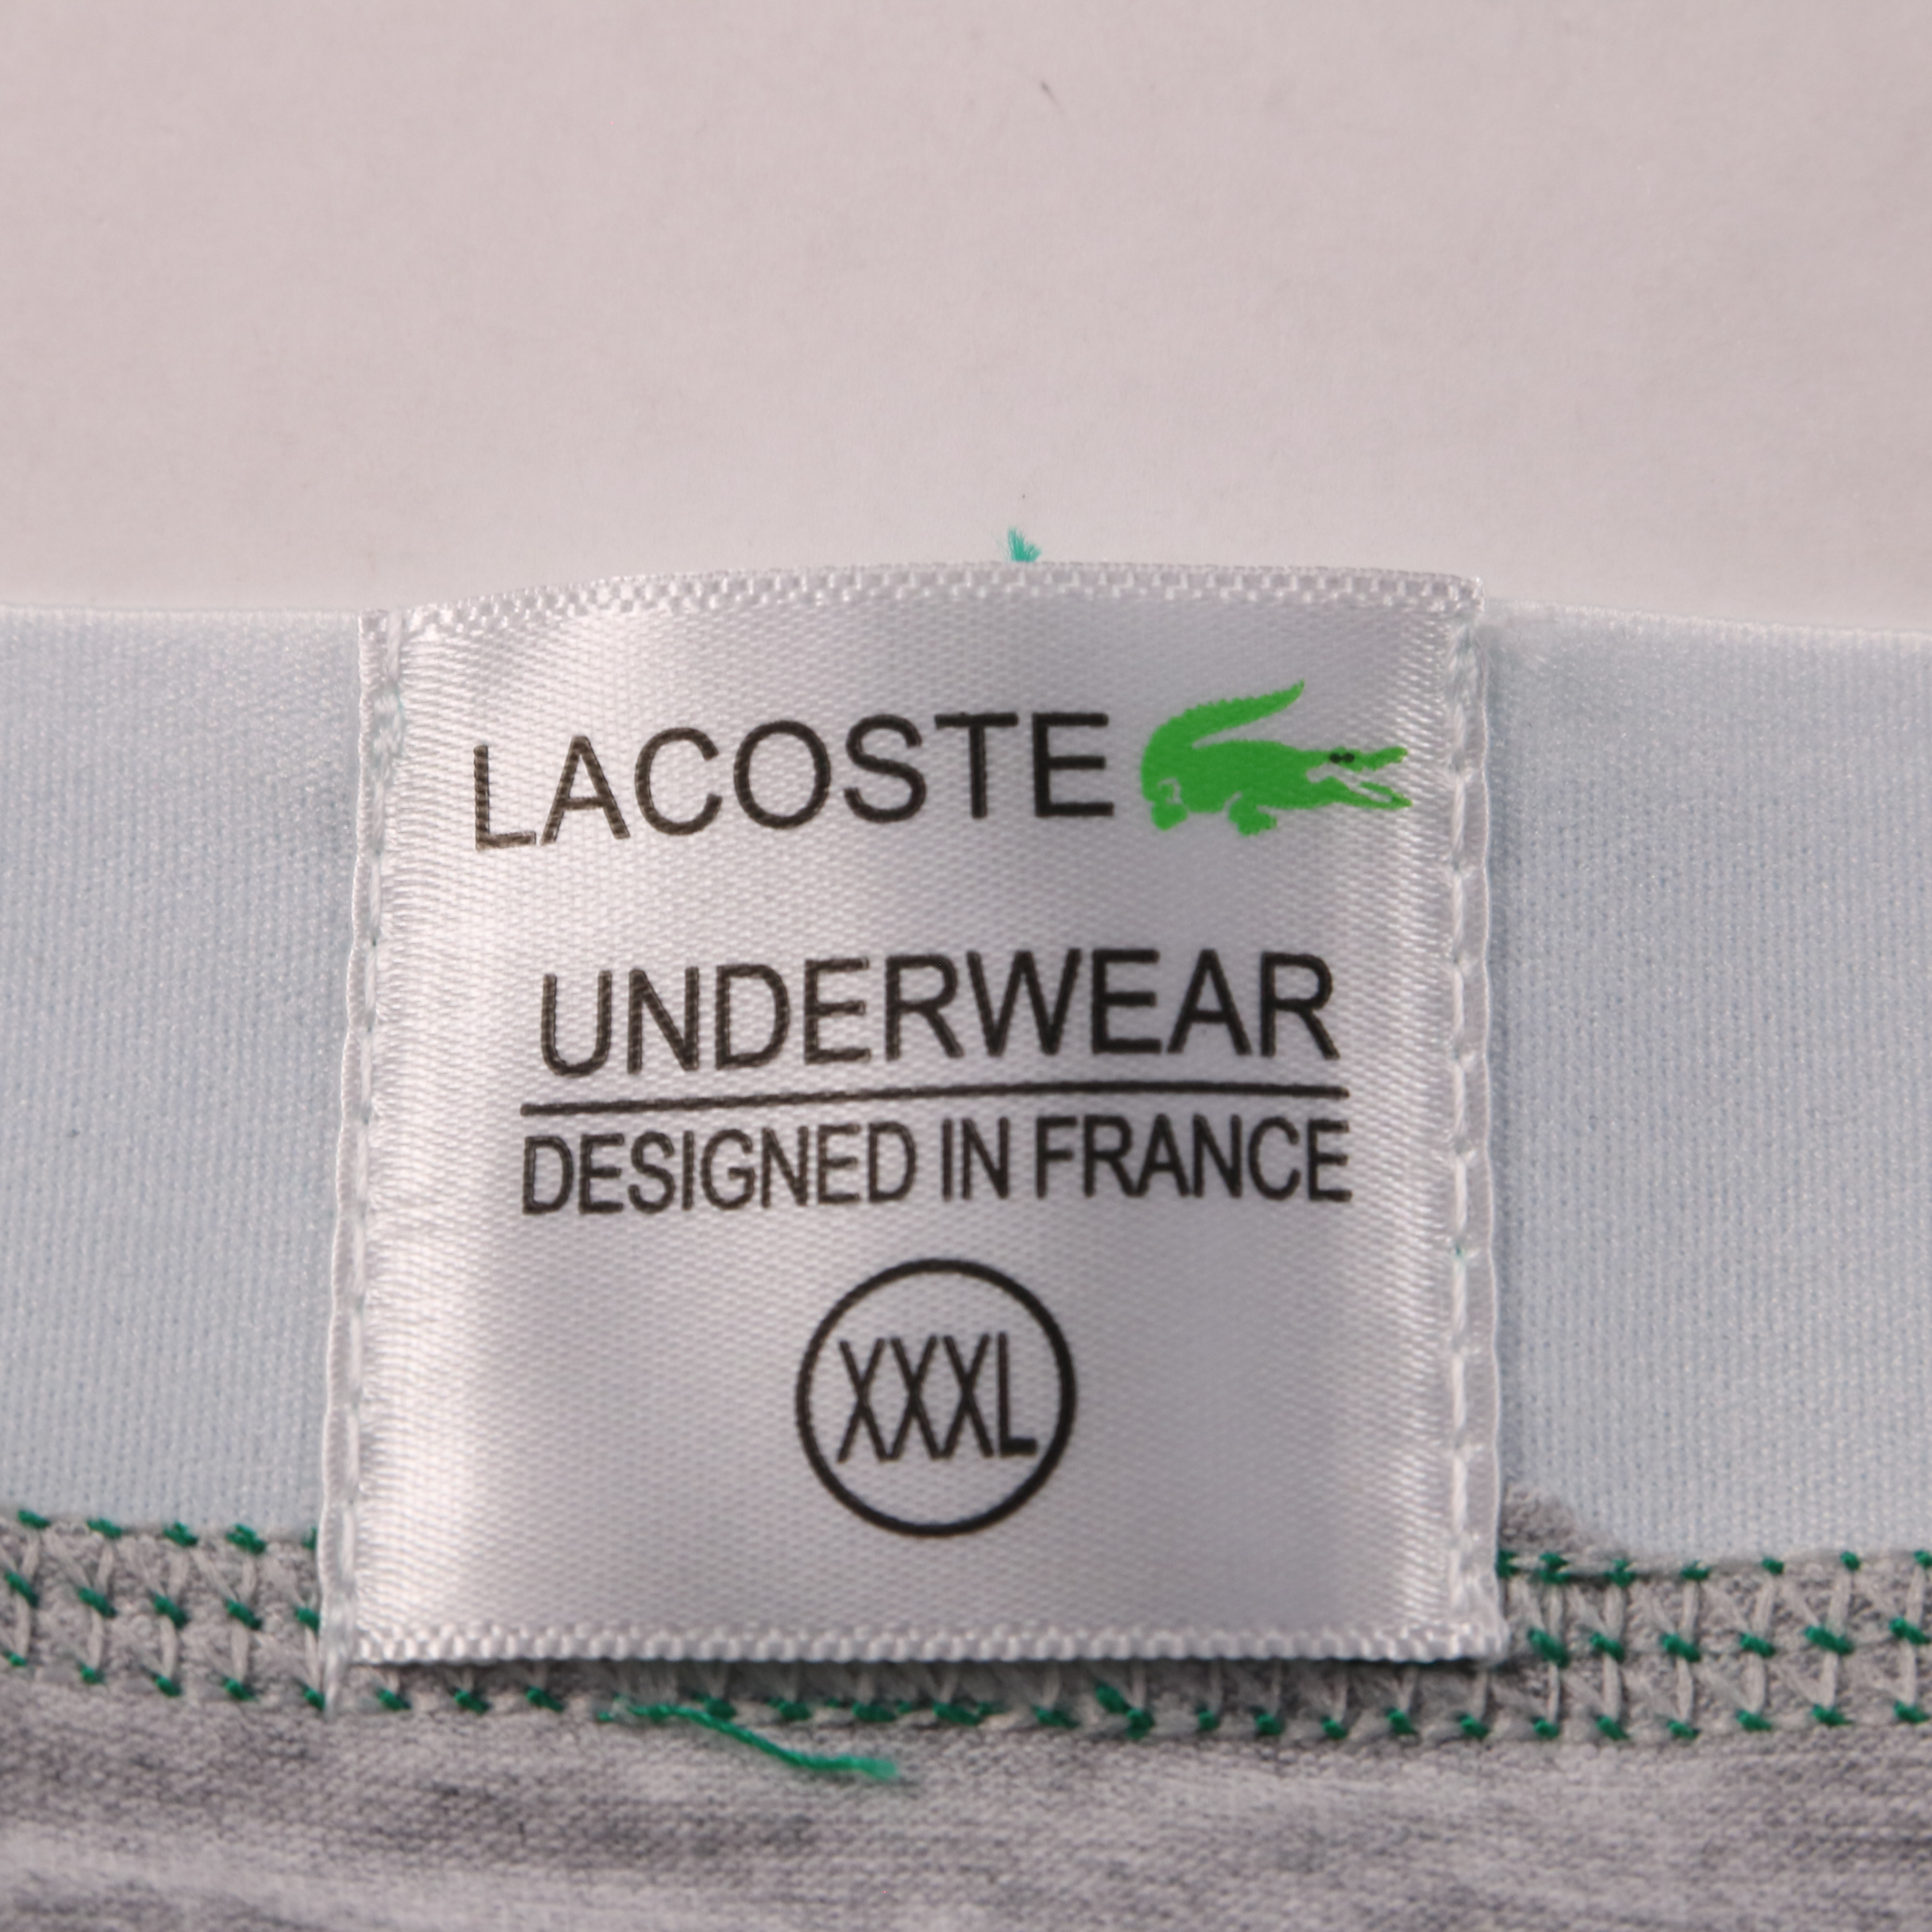 LACOSTE
UNDERWEAR
DESIGNED IN FRANCE
XXXL